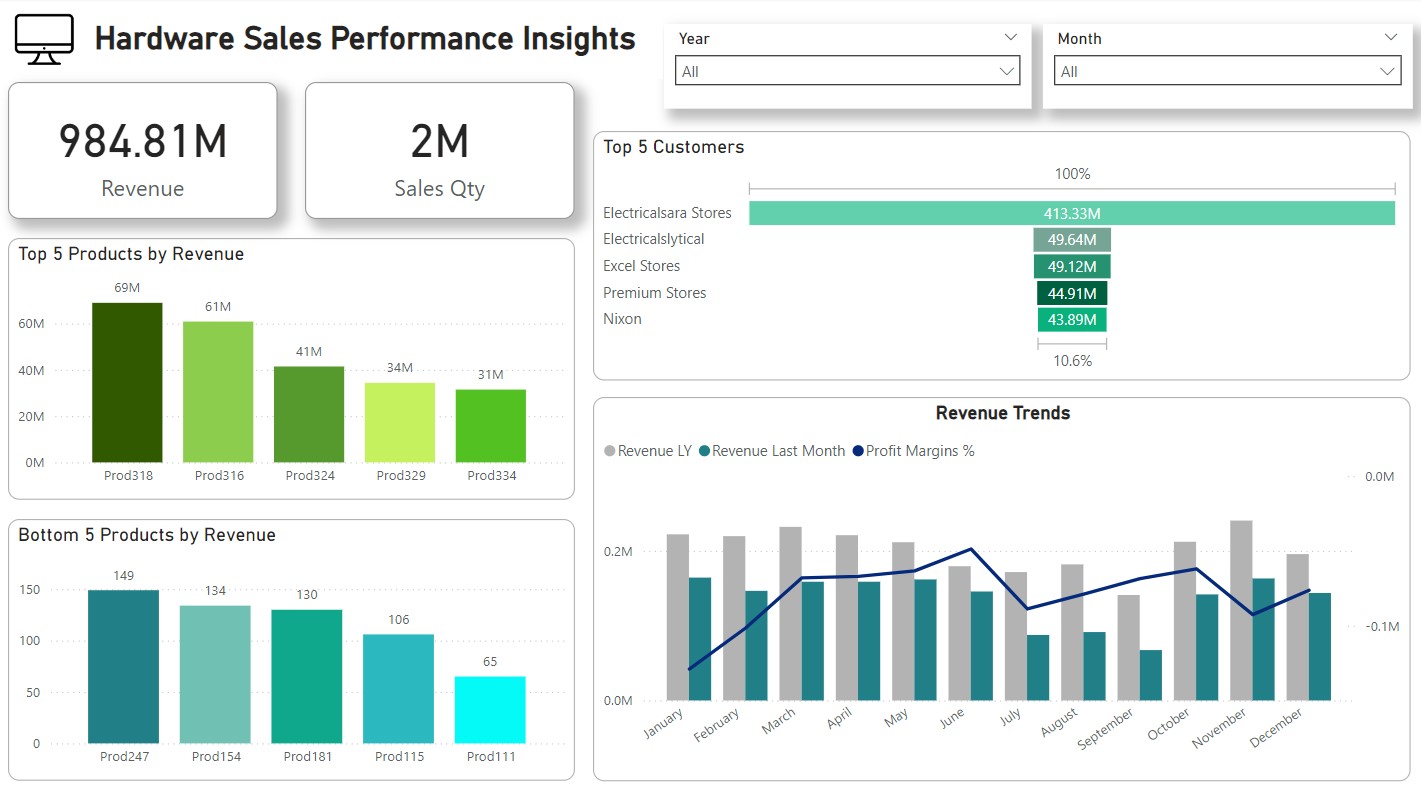 Hardware Sales Performance Insights
Year
All
Month
All
984.81M
Revenue
2M
Sales Qty
Top 5 Customers
100%
Electricalsara Stores 413.33M
Electricalslytical 49.64M
Excel Stores 49.12M
Premium Stores 44.91M
Nixon 43.89M
10.6%
Top 5 Products by Revenue
69M
61M
41M
34M
31M
60M
40M
20M
0M
Prod318 Prod316 Prod324 Prod329 Prod334
Bottom 5 Products by Revenue
149
134
130
106
65
150
100
50
0
Prod247 Prod154 Prod181 Prod115 Prod111
Revenue Trends
Revenue LY Revenue Last Month Profit Margins %
0.0M
0.2M
-0.1M
0.0M
January February March April May June July August September October November December